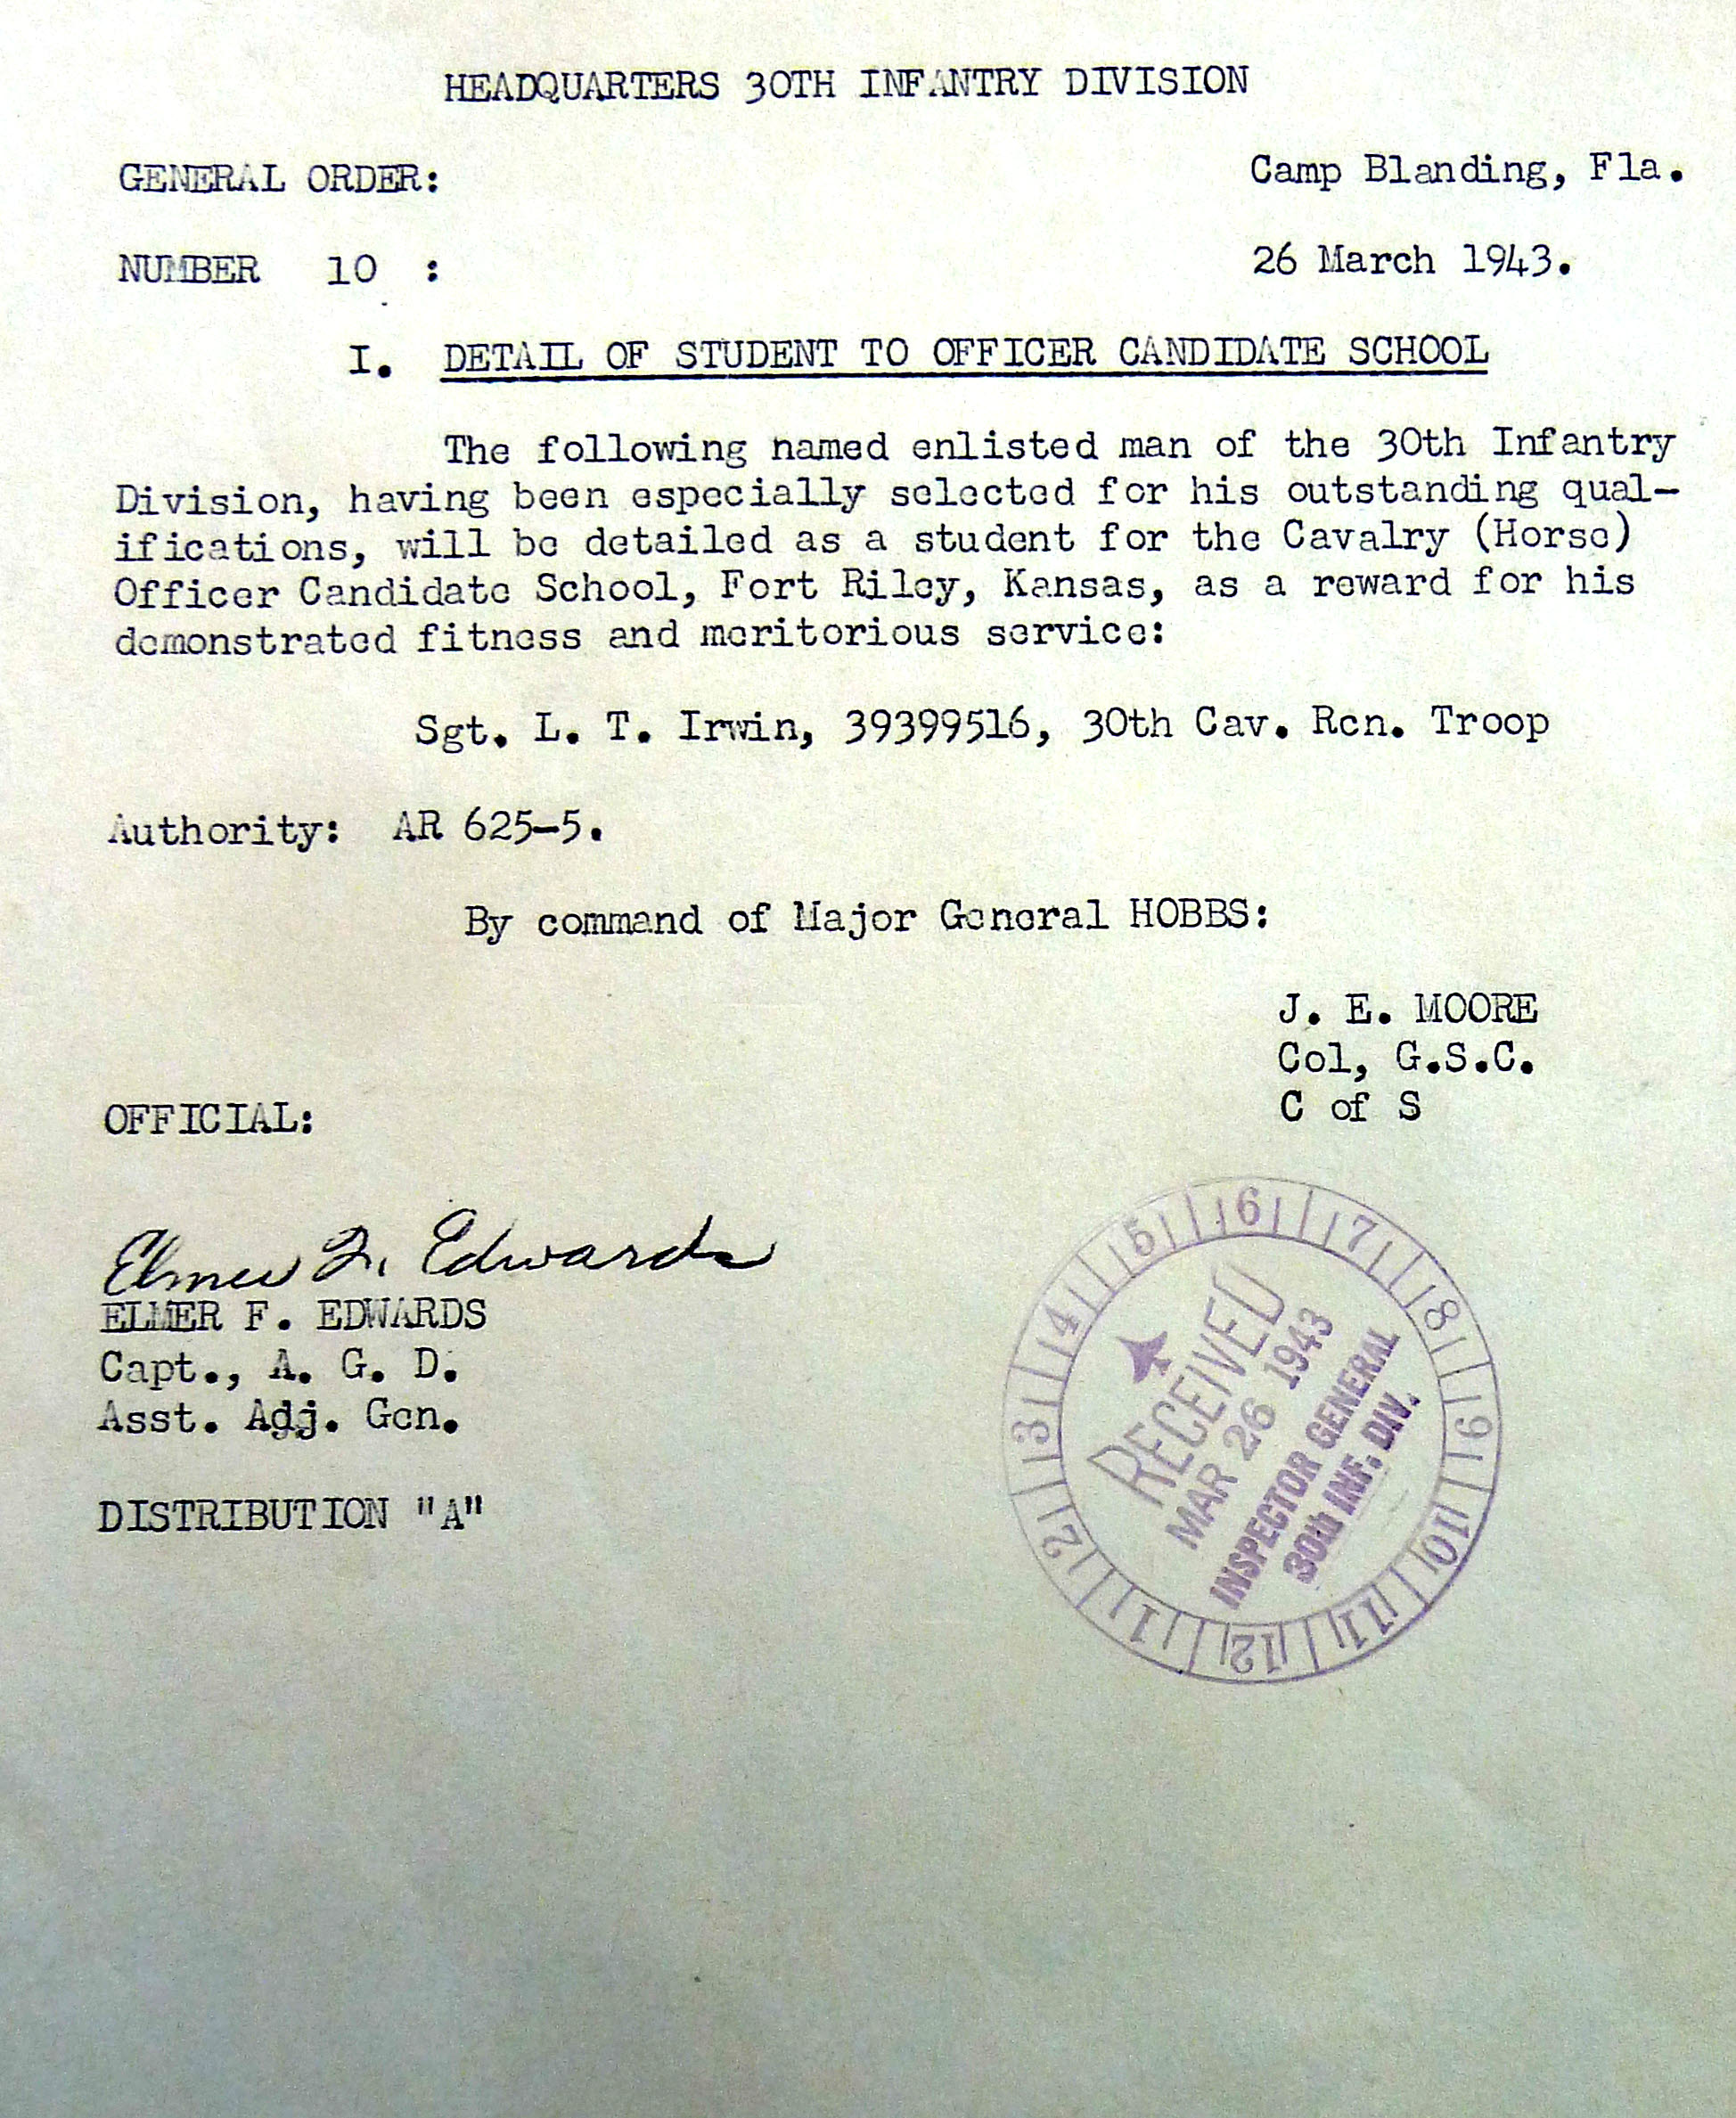 HEADQUARTERS 30TH INFANTRY DIVISION
GENERAL ORDER:
Camp Blanding, Fla.
NUMBER 10 :
26 March 1943.
I. DETAIL OF STUDENT TO OFFICER CANDIDATE SCHOOL
The following named enlisted man of the 30th Infantry
Division, having been especially selected for his outstanding qual-
ifications, will be detailed as a student for the Cavalry (Horse)
Officer Candidate School, Fort Riley, Kansas, as a reward for his
demonstrated fitness and meritorious service:
Sgt. L. T. Irwin, 39399516, 30th Cav. Rcn. Troop
Authority: AR 625-5.
By command of Major General HOBBS:
J. E. MOORE
Col, G.S.C.
C of S
OFFICIAL:
Elmer F. Edwards
ELMER F. EDWARDS
Capt., A. G. D.
Asst. Adj. Gen.
DISTRIBUTION "A"
1 2 3 4 5 6 7 8 9 10 11 12
RECEIVED
MAR 26 1943
INSPECTOR GENERAL
30th INF. DIV.